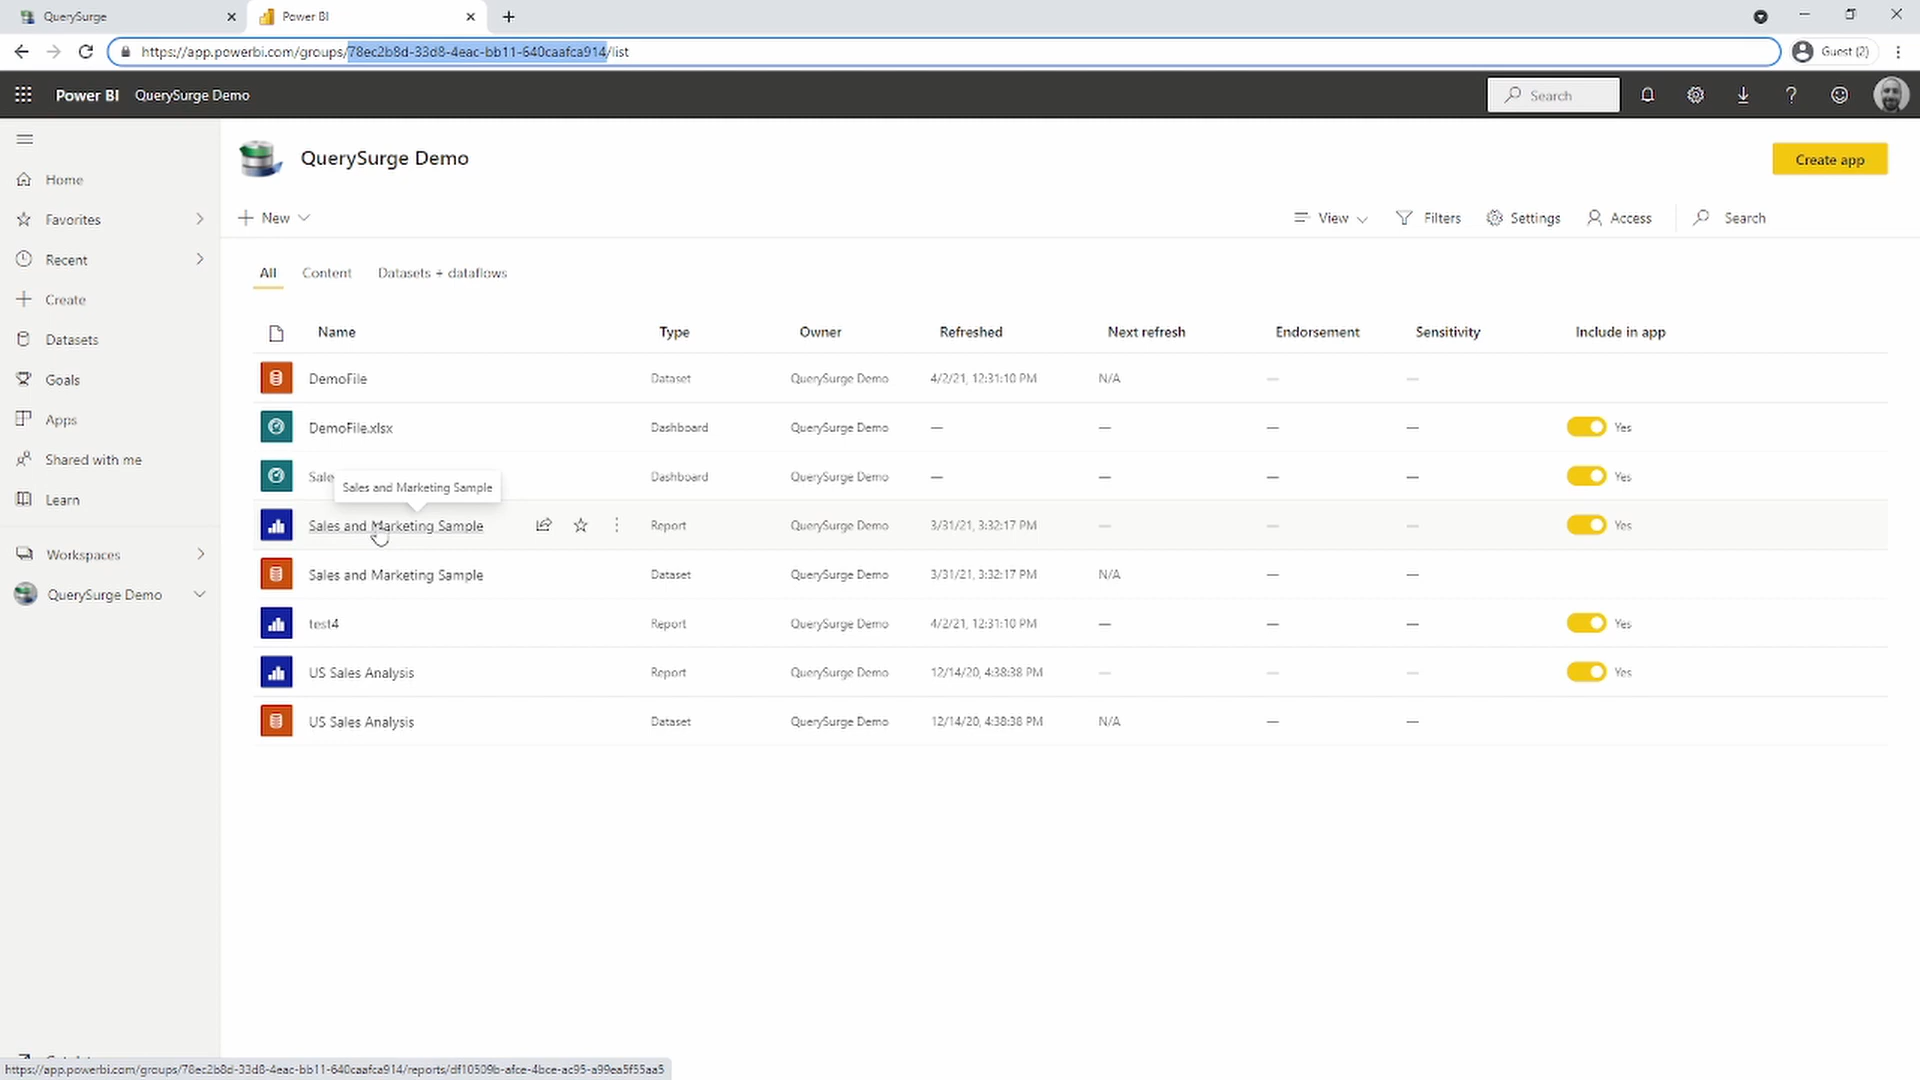 QuerySurge
Power BI
https://app.powerbi.com/groups/78ec2b8d-33d8-4eac-bb11-640caafca914/list
Guest (2)
Power BI QuerySurge Demo
Search
QuerySurge Demo
Create app
Home
Favorites
Recent
Create
Datasets
Goals
Apps
Shared with me
Learn
Workspaces
QuerySurge Demo
New
View
Filters
Settings
Access
Search
All Content Datasets + dataflows
Name Type Owner Refreshed Next refresh Endorsement Sensitivity Include in app
DemoFile Dataset QuerySurge Demo 4/2/21, 12:31:10 PM N/A — —
DemoFile.xlsx Dashboard QuerySurge Demo — — — — Yes
Sale Dashboard QuerySurge Demo — — — — Yes
Sales and Marketing Sample
Sales and Marketing Sample Report QuerySurge Demo 3/31/21, 3:32:17 PM — — — Yes
Sales and Marketing Sample Dataset QuerySurge Demo 3/31/21, 3:32:17 PM N/A — —
test4 Report QuerySurge Demo 4/2/21, 12:31:10 PM — — — Yes
US Sales Analysis Report QuerySurge Demo 12/14/20, 4:38:38 PM — — — Yes
US Sales Analysis Dataset QuerySurge Demo 12/14/20, 4:38:38 PM N/A — —
https://app.powerbi.com/groups/78ec2b8d-33d8-4eac-bb11-640caafca914/reports/df10509b-afce-4bce-ac95-a99ea5f55aa5